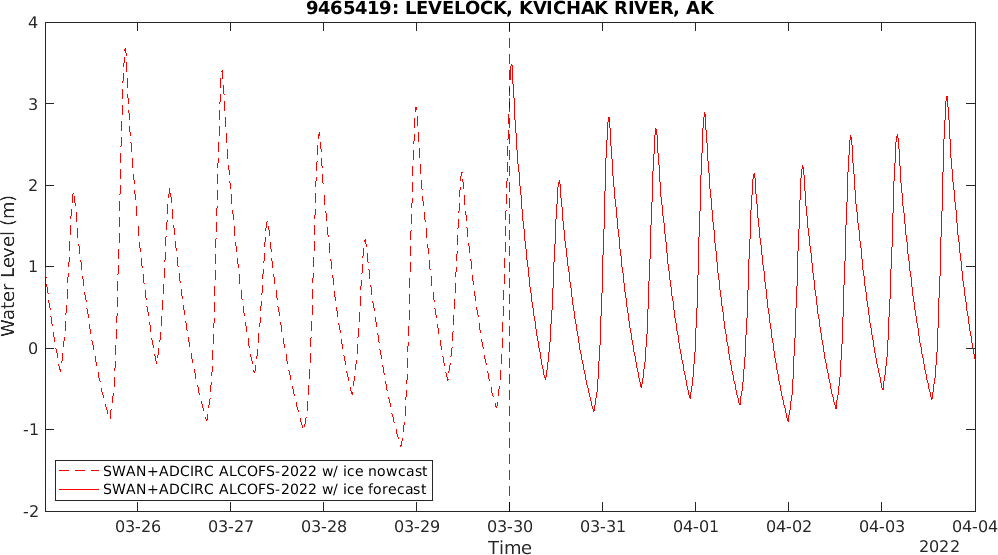 9465419: LEVELOCK, KVICHAK RIVER, AK
4
3
2
1
0
-1
-2
Water Level (m)
SWAN+ADCIRC ALCOFS-2022 w/ ice nowcast
SWAN+ADCIRC ALCOFS-2022 w/ ice forecast
03-26 03-27 03-28 03-29 03-30 03-31 04-01 04-02 04-03 04-04
Time
2022